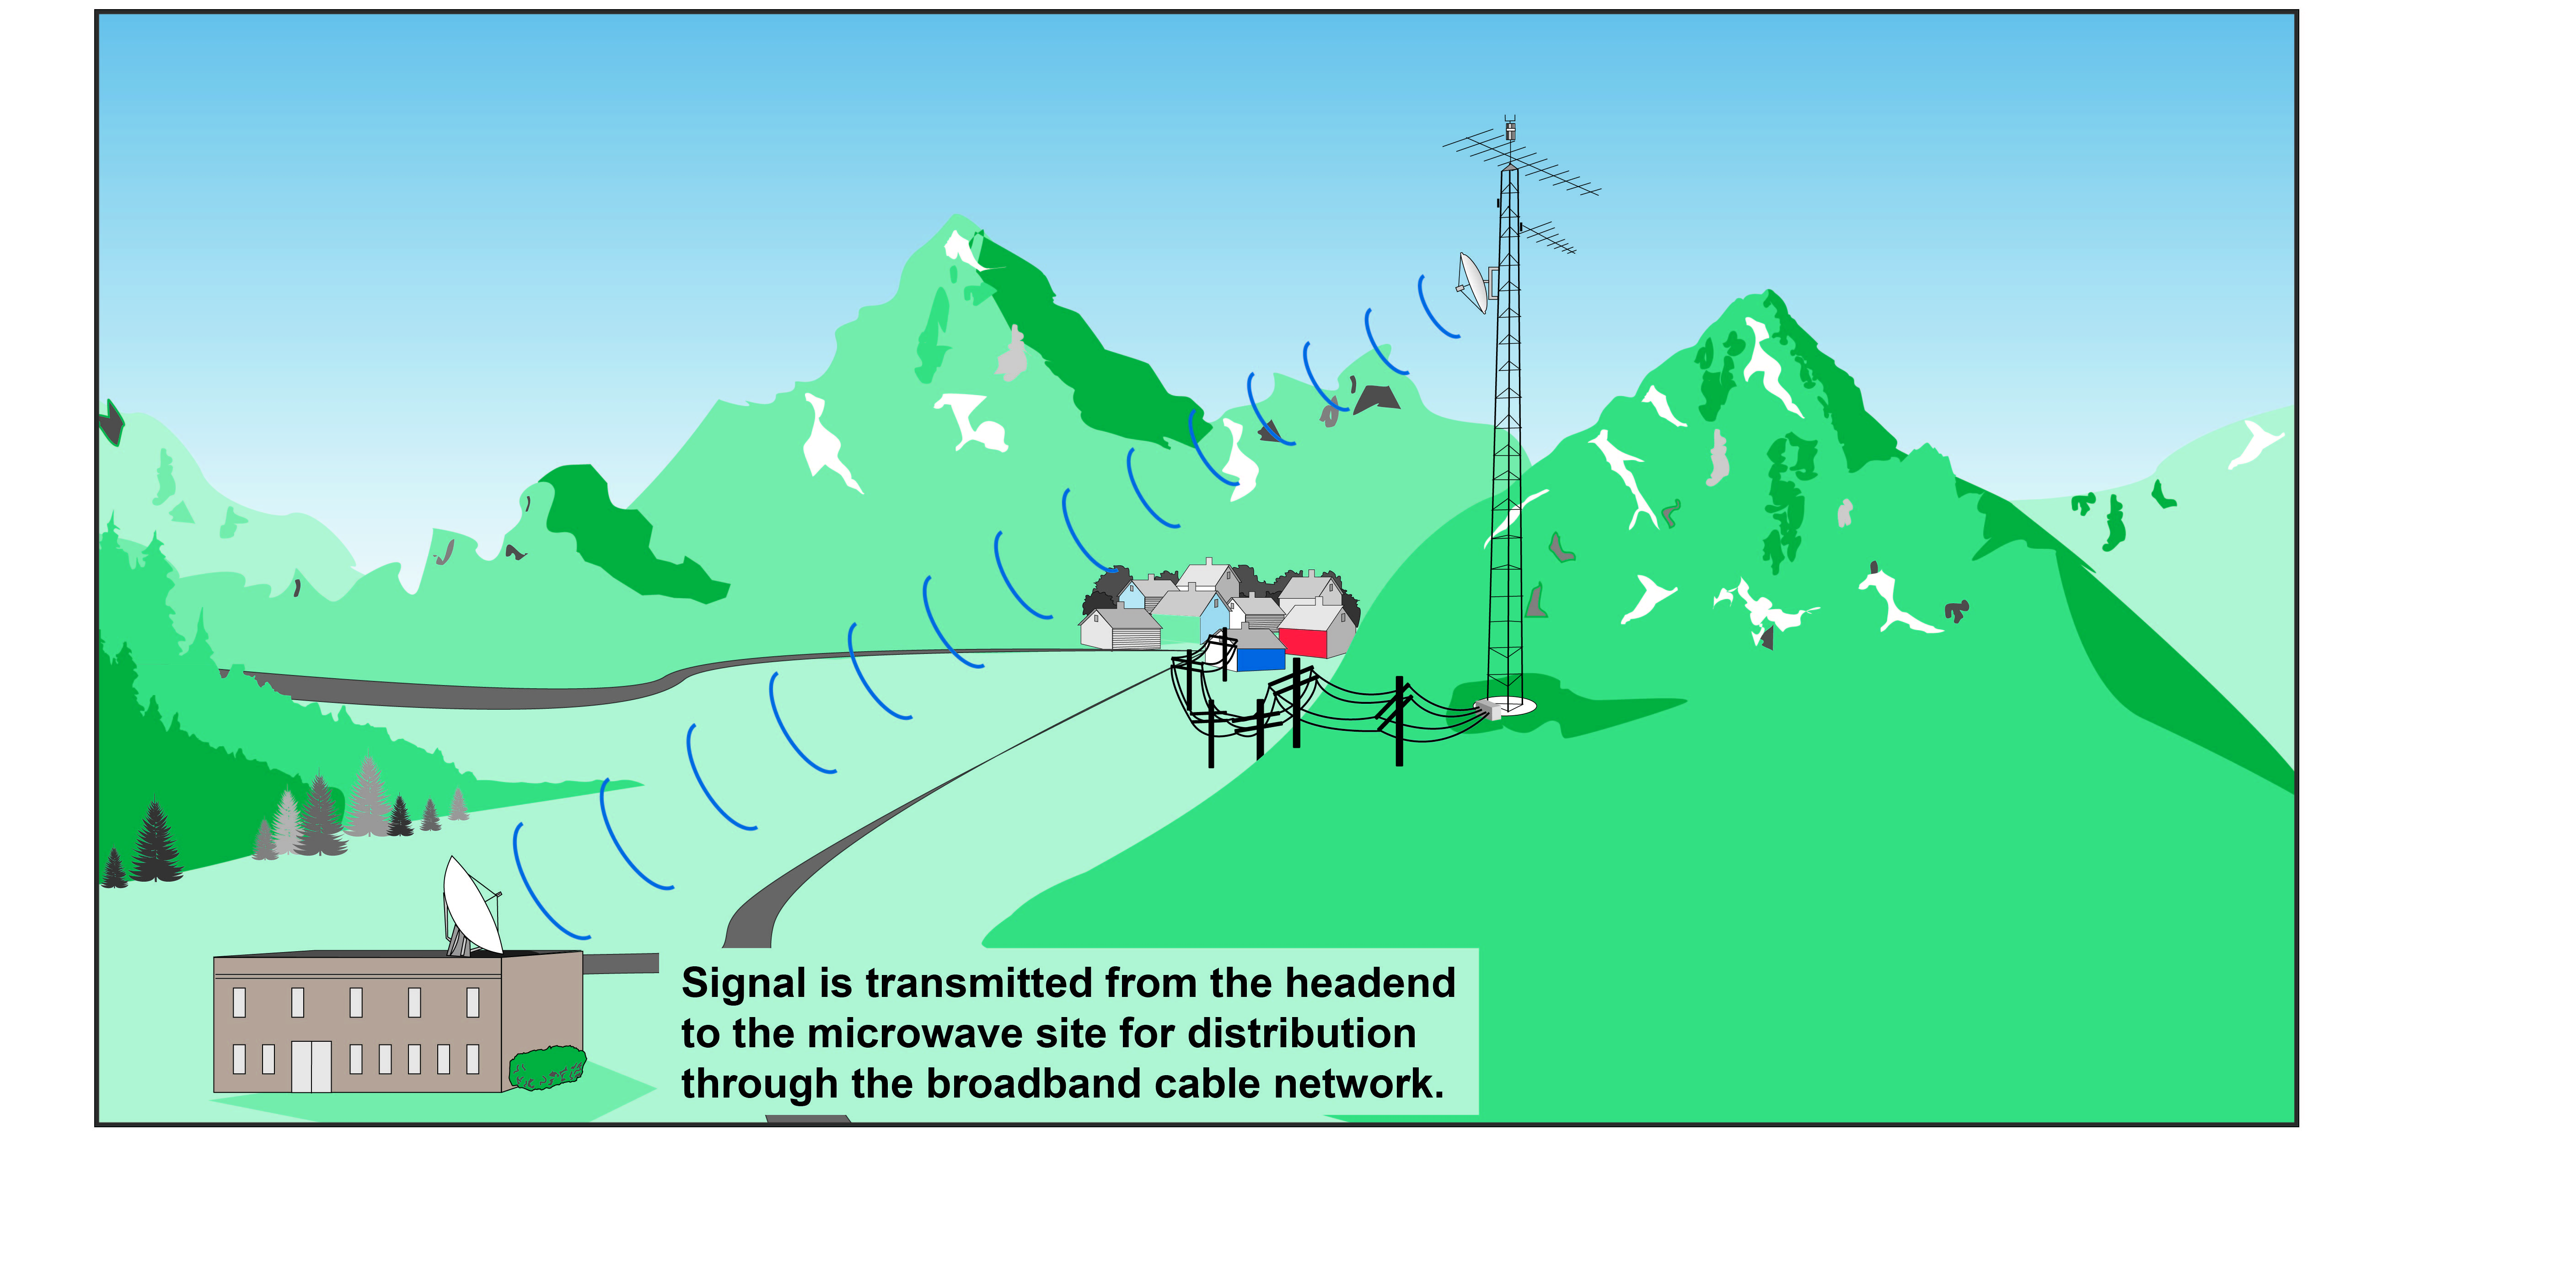 Signal is transmitted from the headend
to the microwave site for distribution
through the broadband cable network.